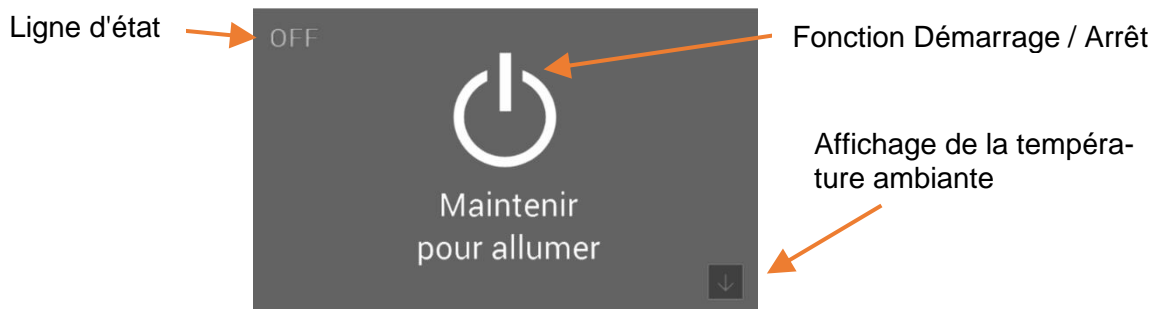 Ligne d'état
OFF
Fonction Démarrage / Arrêt
Affichage de la tempéra-
ture ambiante
Maintenir
pour allumer